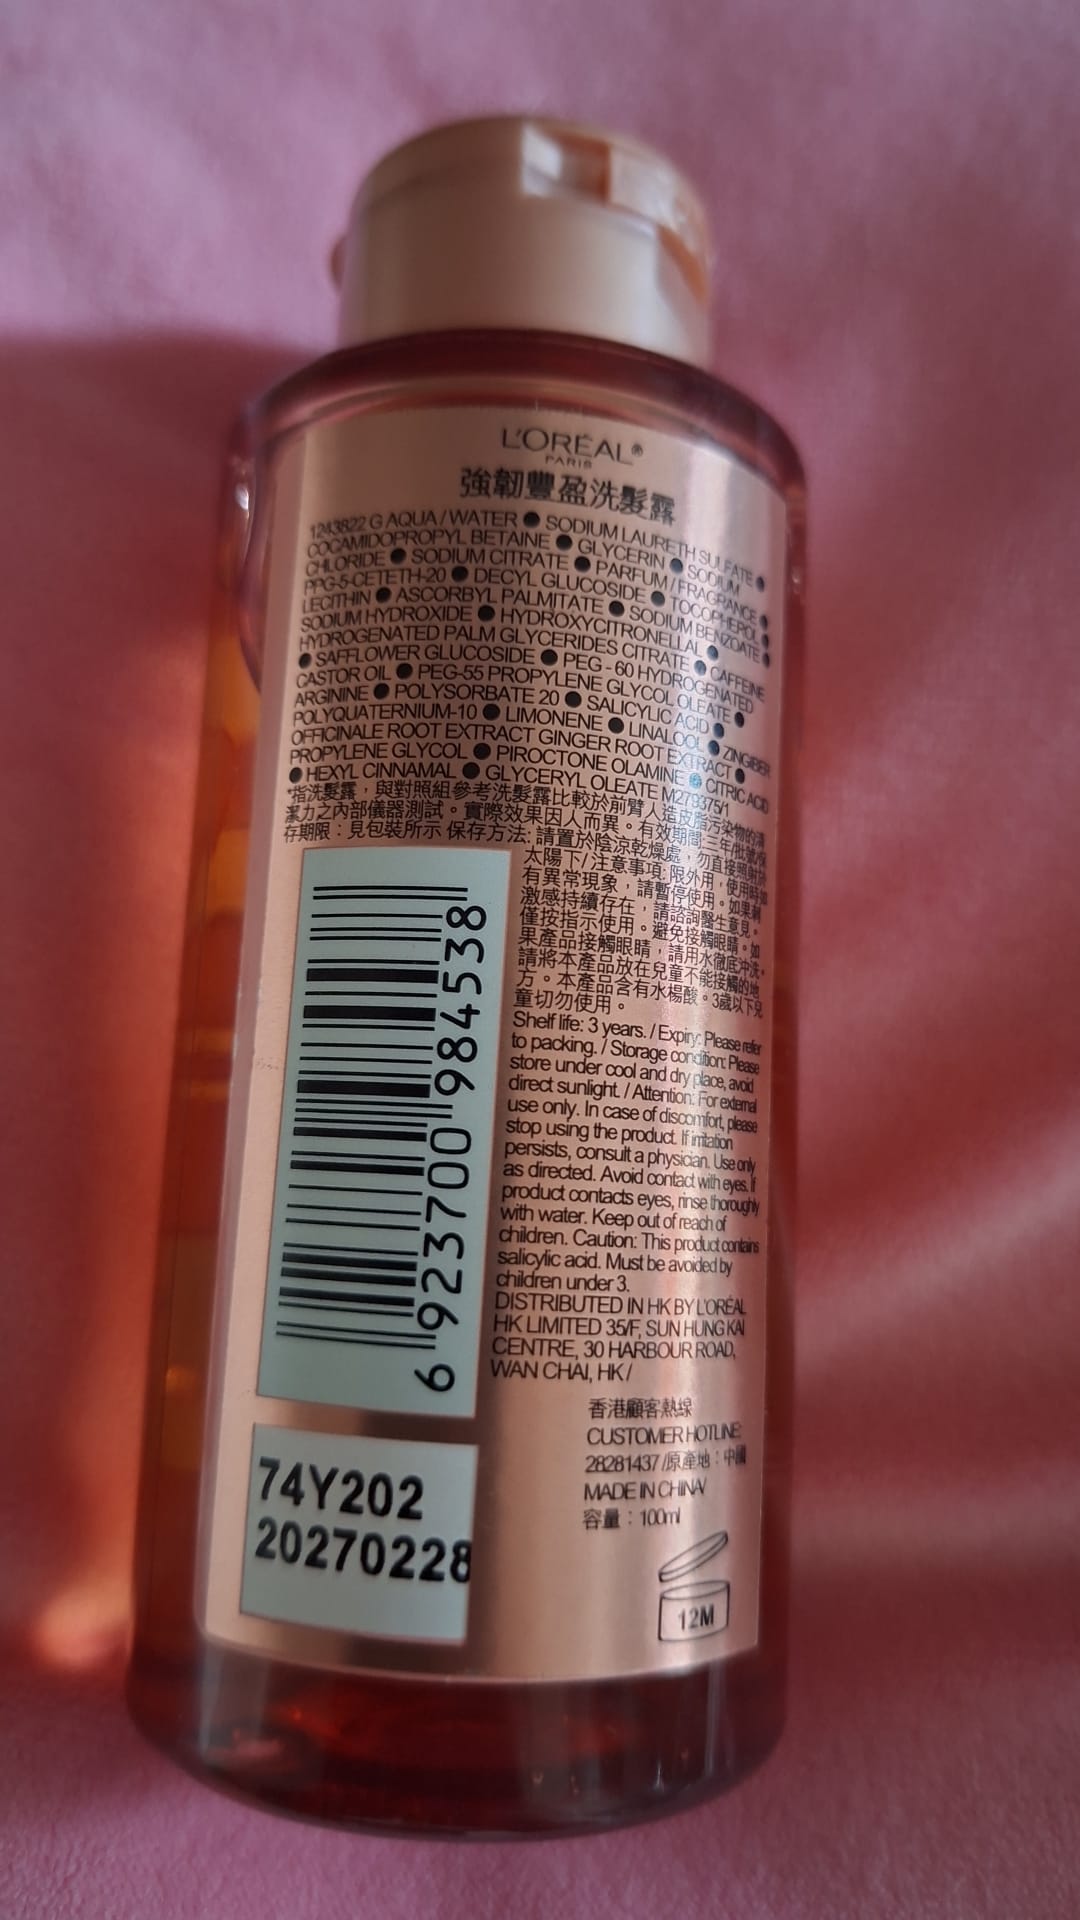 L'ORÉAL®
PARIS
強韌豐盈洗髮露
1243822 G AQUA / WATER ● SODIUM LAURETH SULFATE ●
COCAMIDOPROPYL BETAINE ● GLYCERIN ● SODIUM
CHLORIDE ● SODIUM CITRATE ● PARFUM / FRAGRANCE ●
PPG-5-CETETH-20 ● DECYL GLUCOSIDE ● TOCOPHEROL ●
LECITHIN ● ASCORBYL PALMITATE ● SODIUM BENZOATE ●
SODIUM HYDROXIDE ● HYDROXYCITRONELLAL ●
HYDROGENATED PALM GLYCERIDES CITRATE ● CAFFEINE
● SAFFLOWER GLUCOSIDE ● PEG - 60 HYDROGENATED
CASTOR OIL ● PEG-55 PROPYLENE GLYCOL OLEATE ●
ARGININE ● POLYSORBATE 20 ● SALICYLIC ACID ●
POLYQUATERNIUM-10 ● LIMONENE ● LINALOOL ● ZINGIBER
OFFICINALE ROOT EXTRACT GINGER ROOT EXTRACT ●
PROPYLENE GLYCOL ● PIROCTONE OLAMINE ● CITRIC ACID
● HEXYL CINNAMAL ● GLYCERYL OLEATE M279375/1
*指洗髮露，與對照組參考洗髮露比較於前臂人造皮脂污染物的清
潔力之內部儀器測試。實際效果因人而異。有效期間:三年/批號/保
存期限：見包裝所示 保存方法: 請置於陰涼乾燥處，勿直接照射於
太陽下/ 注意事項: 限外用，使用時如
有異常現象，請暫停使用。如果刺
激感持續存在，請諮詢醫生意見。
僅按指示使用。避免接觸眼睛。如
果產品接觸眼睛，請用水徹底沖洗。
請將本產品放在兒童不能接觸的地
方。本產品含有水楊酸。3歲以下兒
童切勿使用。
Shelf life: 3 years. / Expiry: Please refer
to packing. / Storage condition: Please
store under cool and dry place, avoid
direct sunlight. / Attention: For external
use only. In case of discomfort, please
stop using the product. If irritation
persists, consult a physician. Use only
as directed. Avoid contact with eyes. If
product contacts eyes, rinse thoroughly
with water. Keep out of reach of
children. Caution: This product contains
salicylic acid. Must be avoided by
children under 3.
DISTRIBUTED IN HK BY L'ORÉAL
HK LIMITED 35/F, SUN HUNG KAI
CENTRE, 30 HARBOUR ROAD,
WAN CHAI, HK /
香港顧客熱線
CUSTOMER HOTLINE:
28281437 /原產地：中國
MADE IN CHINA/
容量：100ml
12M
6 923700 984538
74Y202
20270228